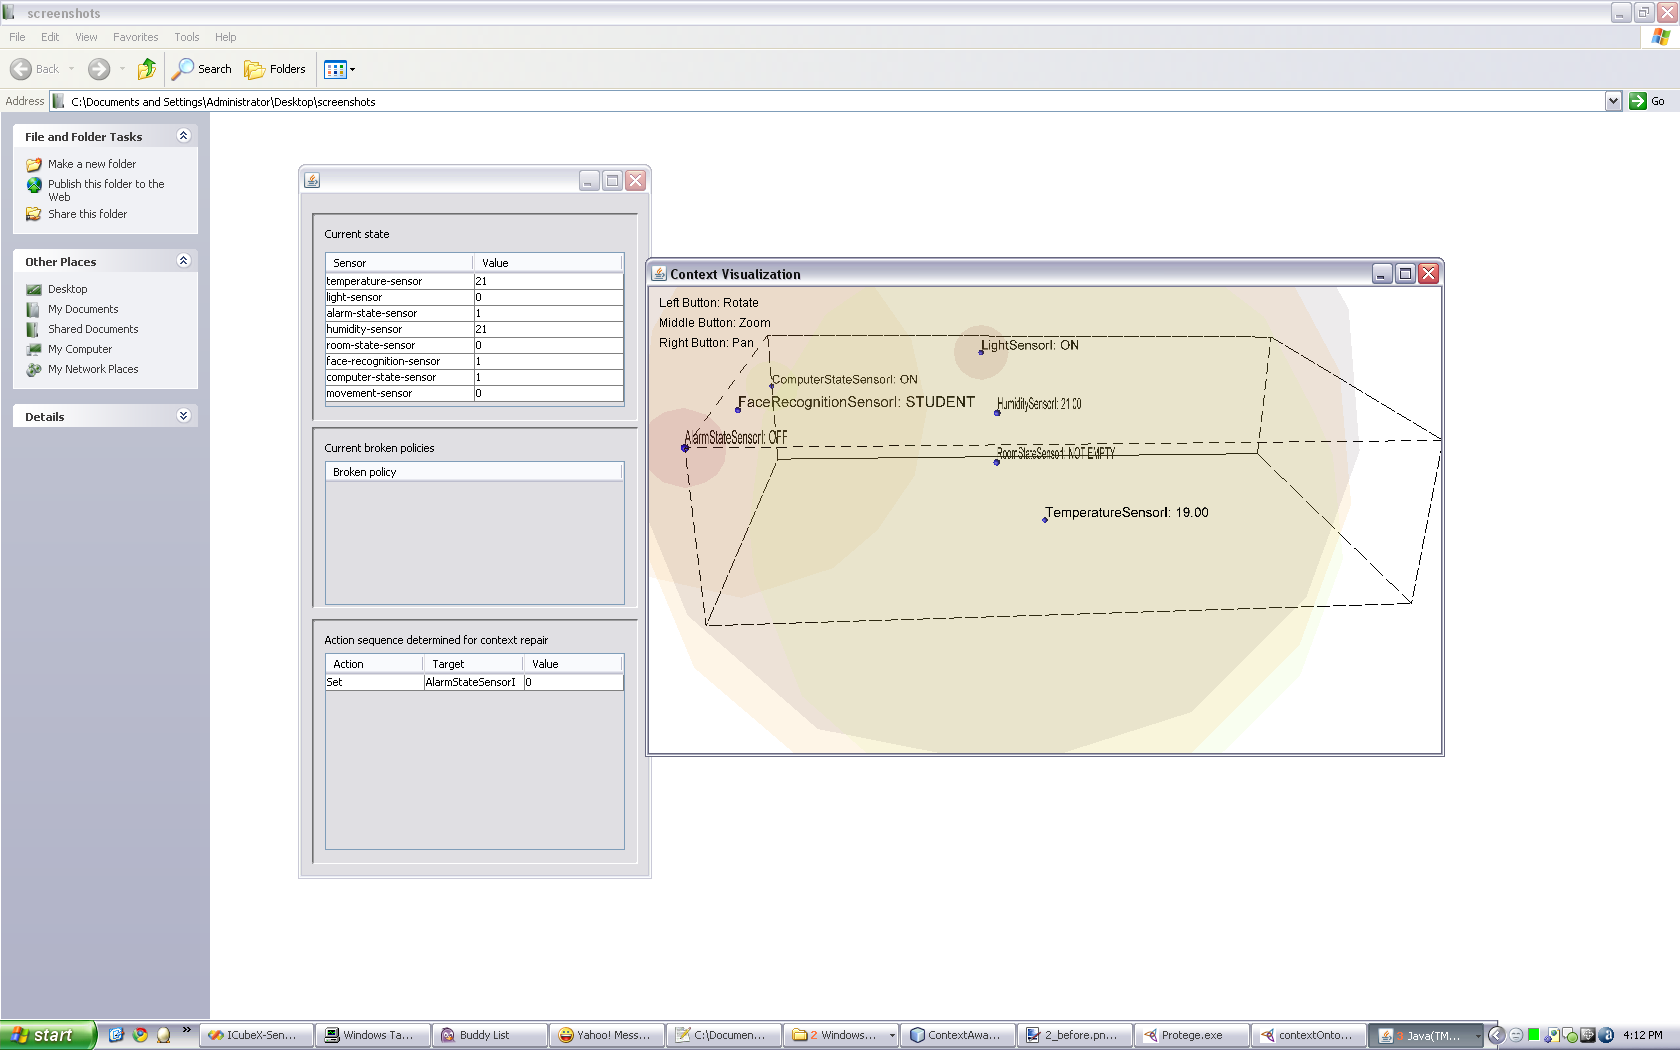 screenshots
File Edit View Favorites Tools Help
Back Search Folders
Address C:\Documents and Settings\Administrator\Desktop\screenshots Go
File and Folder Tasks
Make a new folder
Publish this folder to the
Web
Share this folder
Other Places
Desktop
My Documents
Shared Documents
My Computer
My Network Places
Details
Current state
Sensor Value
temperature-sensor 21
light-sensor 0
alarm-state-sensor 1
humidity-sensor 21
room-state-sensor 0
face-recognition-sensor 1
computer-state-sensor 1
movement-sensor 0
Current broken policies
Broken policy
Action sequence determined for context repair
Action Target Value
Set AlarmStateSensorI 0
Context Visualization
Left Button: Rotate
Middle Button: Zoom
Right Button: Pan
LightSensorI: ON
ComputerStateSensorI: ON
FaceRecognitionSensorI: STUDENT
HumiditySensorI: 21.00
AlarmStateSensorI: OFF
RoomStateSensorI: NOT EMPTY
TemperatureSensorI: 19.00
start
ICubeX-Sen...
Windows Ta...
Buddy List
Yahoo! Mess...
C:\Documen...
2 Windows...
ContextAwa...
2_before.pn...
Protege.exe
contextOnto...
3 Java(TM...
4:12 PM